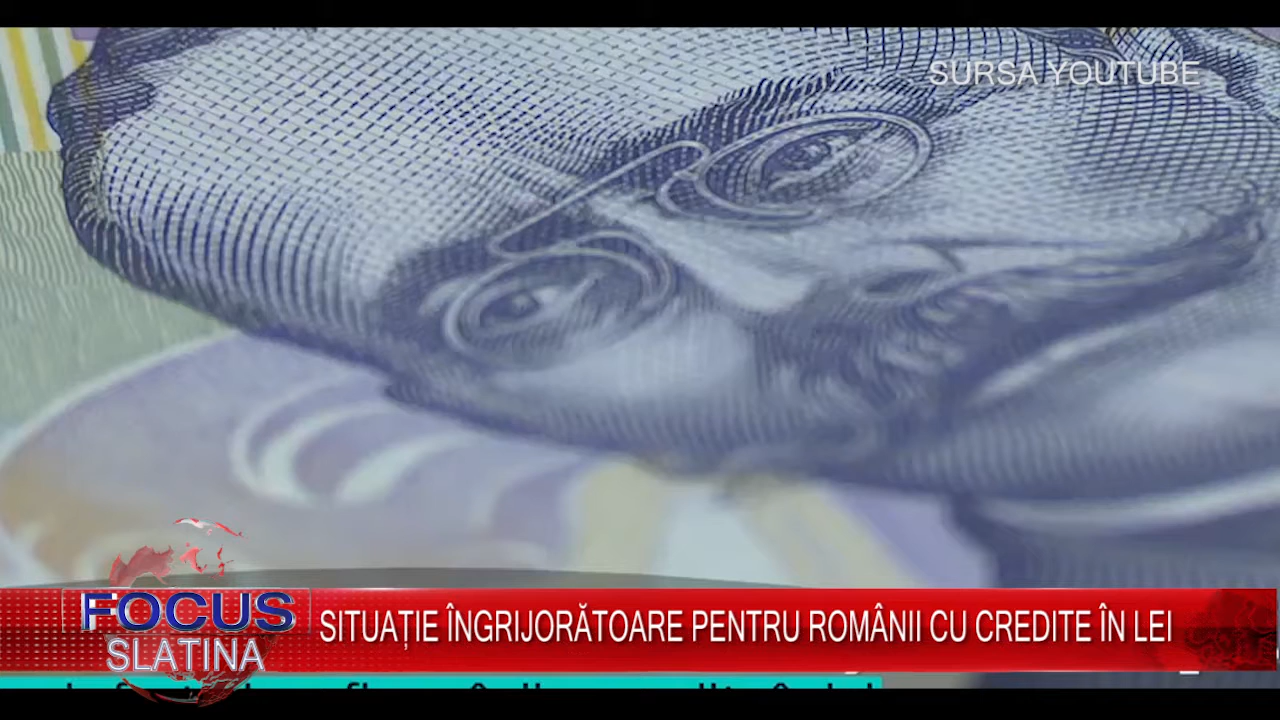 SURSA YOUTUBE
FOCUS
SLATINA
SITUAȚIE ÎNGRIJORĂTOARE PENTRU ROMÂNII CU CREDITE ÎN LEI